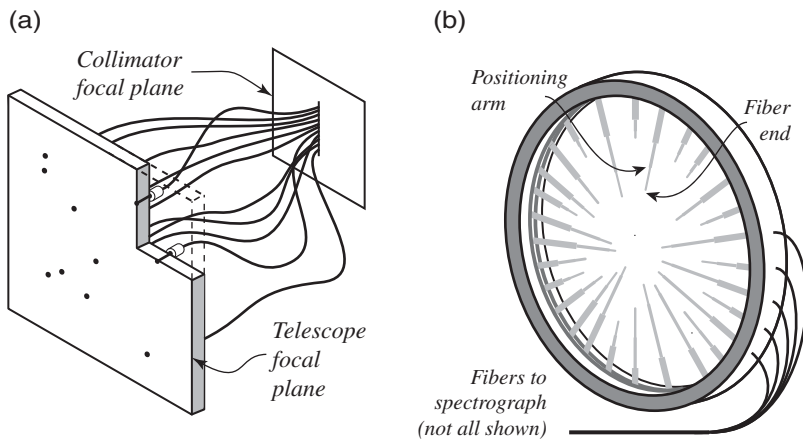 (a)
Collimator
focal plane
Telescope
focal
plane
(b)
Positioning
arm
Fiber
end
Fibers to
spectrograph
(not all shown)